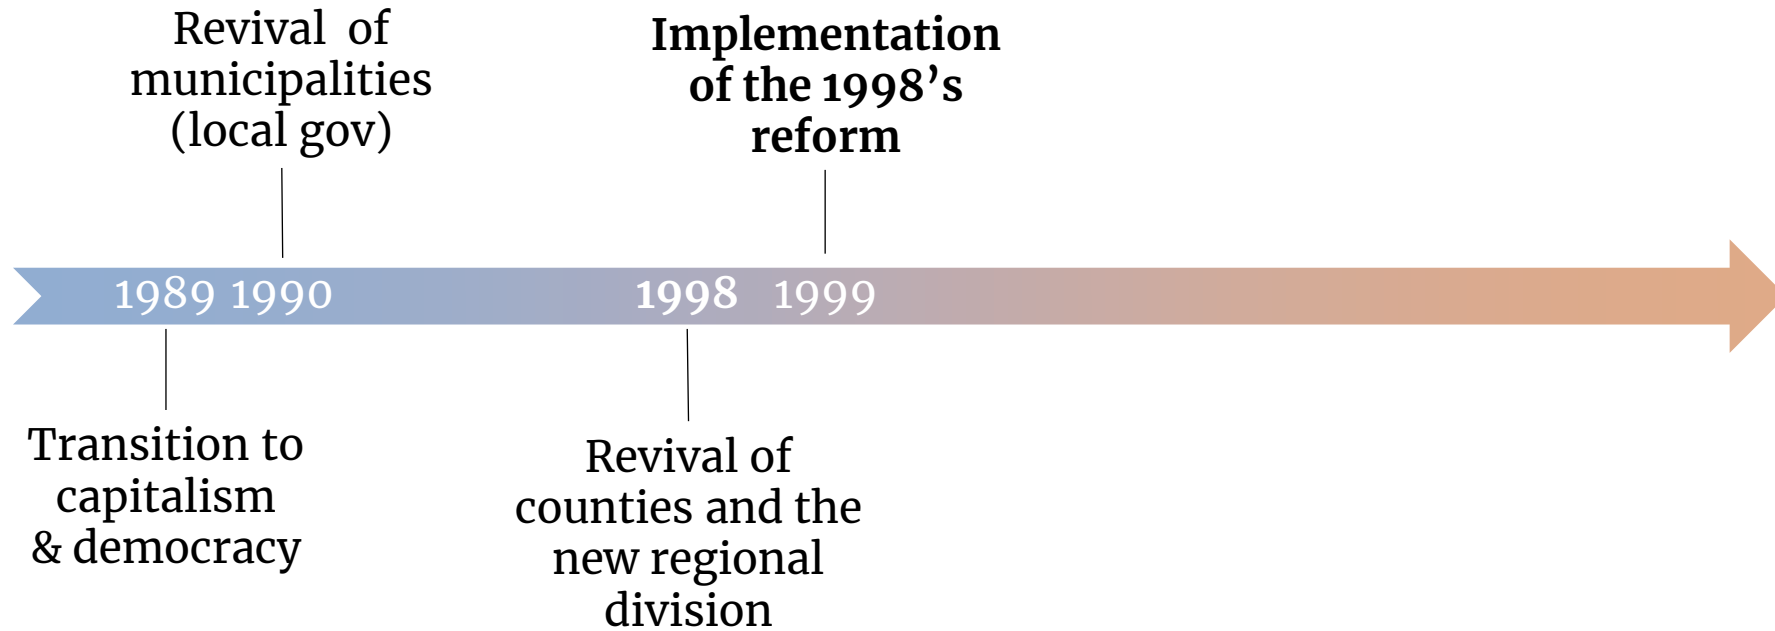 Revival of
municipalities
(local gov)
Implementation
of the 1998’s
reform
1989 1990 1998 1999
Transition to
capitalism
& democracy
Revival of
counties and the
new regional
division